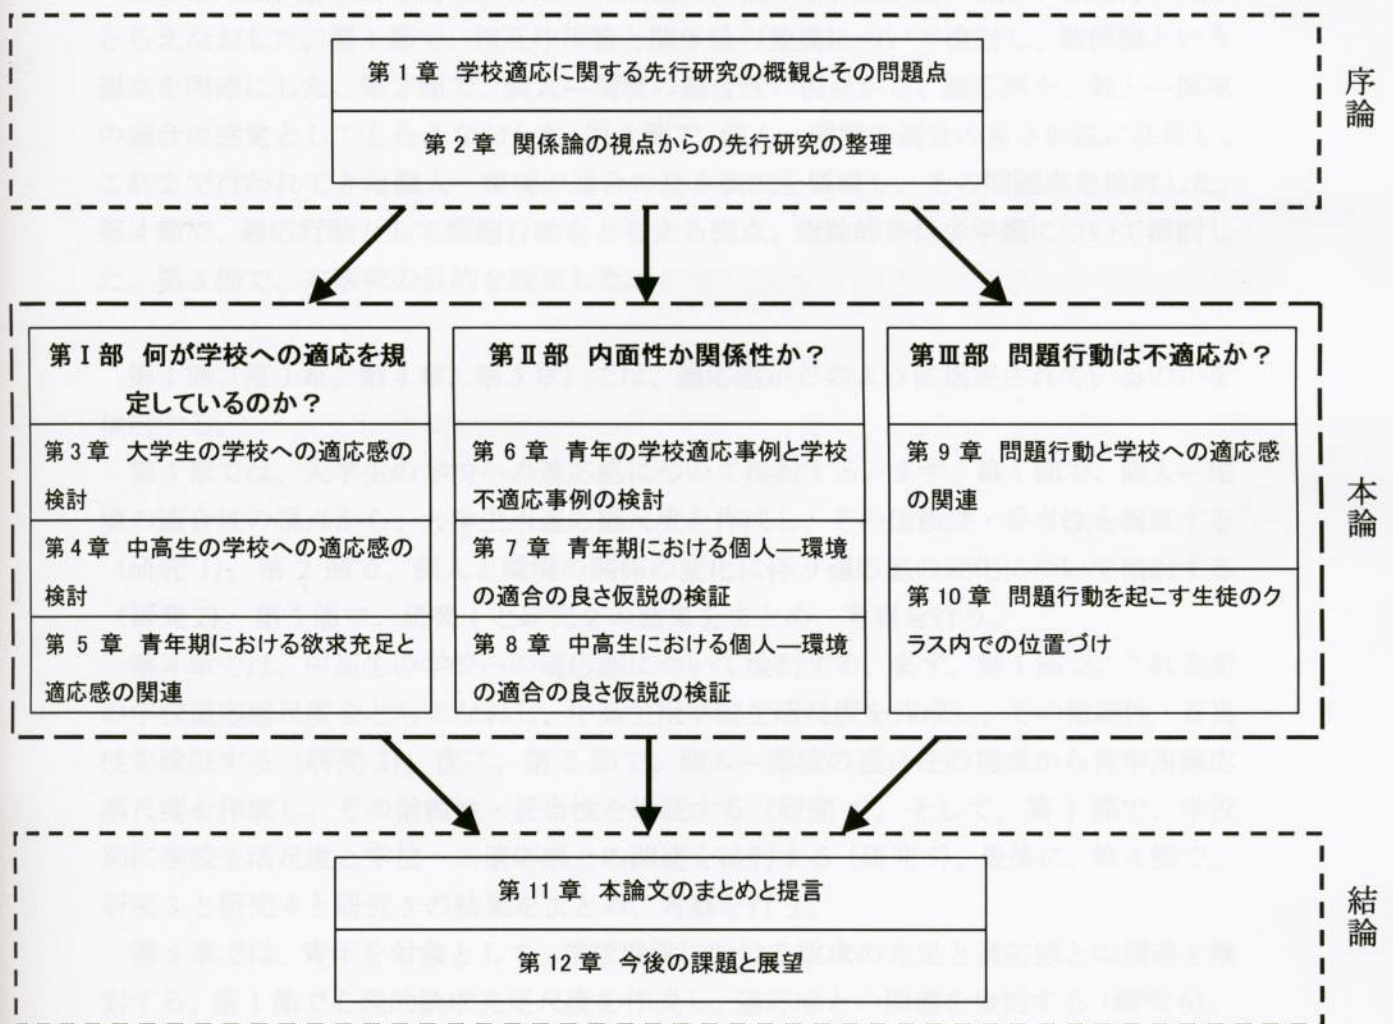 第1章 学校適応に関する先行研究の概観とその問題点
第2章 関係論の視点からの先行研究の整理
序論
第Ⅰ部 何が学校への適応を規
定しているのか?
第3章 大学生の学校への適応感の
検討
第4章 中高生の学校への適応感の
検討
第5章 青年期における欲求充足と
適応感の関連
第Ⅱ部 内面性か関係性か?
第6章 青年の学校適応事例と学校
不適応事例の検討
第7章 青年期における個人―環境
の適合の良さ仮説の検証
第8章 中高生における個人―環境
の適合の良さ仮説の検証
第Ⅲ部 問題行動は不適応か?
第9章 問題行動と学校への適応感
の関連
第10章 問題行動を起こす生徒のク
ラス内での位置づけ
本論
第11章 本論文のまとめと提言
第12章 今後の課題と展望
結論